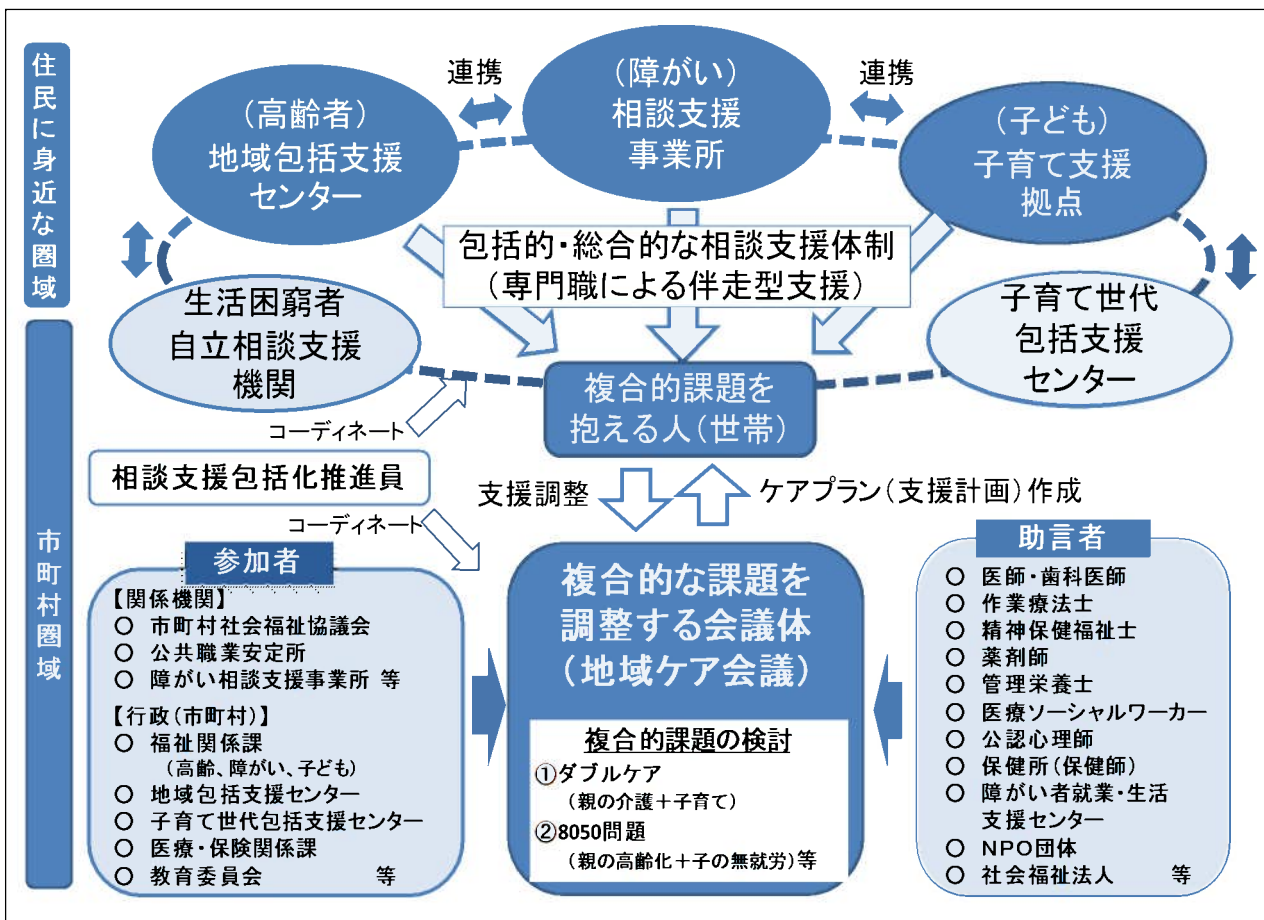 住民に身近な圏域
連携
連携
(高齢者)
地域包括支援
センター
(障がい)
相談支援
事業所
(子ども)
子育て支援
拠点
包括的・総合的な相談支援体制
(専門職による伴走型支援)
生活困窮者
自立相談支援
機関
子育て世代
包括支援
センター
複合的課題を
抱える人(世帯)
市町村圏域
コーディネート
相談支援包括化推進員
コーディネート
支援調整
ケアプラン(支援計画)作成
参加者
【関係機関】
○ 市町村社会福祉協議会
○ 公共職業安定所
○ 障がい相談支援事業所 等
【行政(市町村)】
○ 福祉関係課
(高齢、障がい、子ども)
○ 地域包括支援センター
○ 子育て世代包括支援センター
○ 医療・保険関係課
○ 教育委員会 等
複合的な課題を
調整する会議体
(地域ケア会議)
複合的課題の検討
①ダブルケア
(親の介護+子育て)
②8050問題
(親の高齢化+子の無就労)等
助言者
○ 医師・歯科医師
○ 作業療法士
○ 精神保健福祉士
○ 薬剤師
○ 管理栄養士
○ 医療ソーシャルワーカー
○ 公認心理師
○ 保健所(保健師)
○ 障がい者就業・生活
支援センター
○ NPO団体
○ 社会福祉法人 等